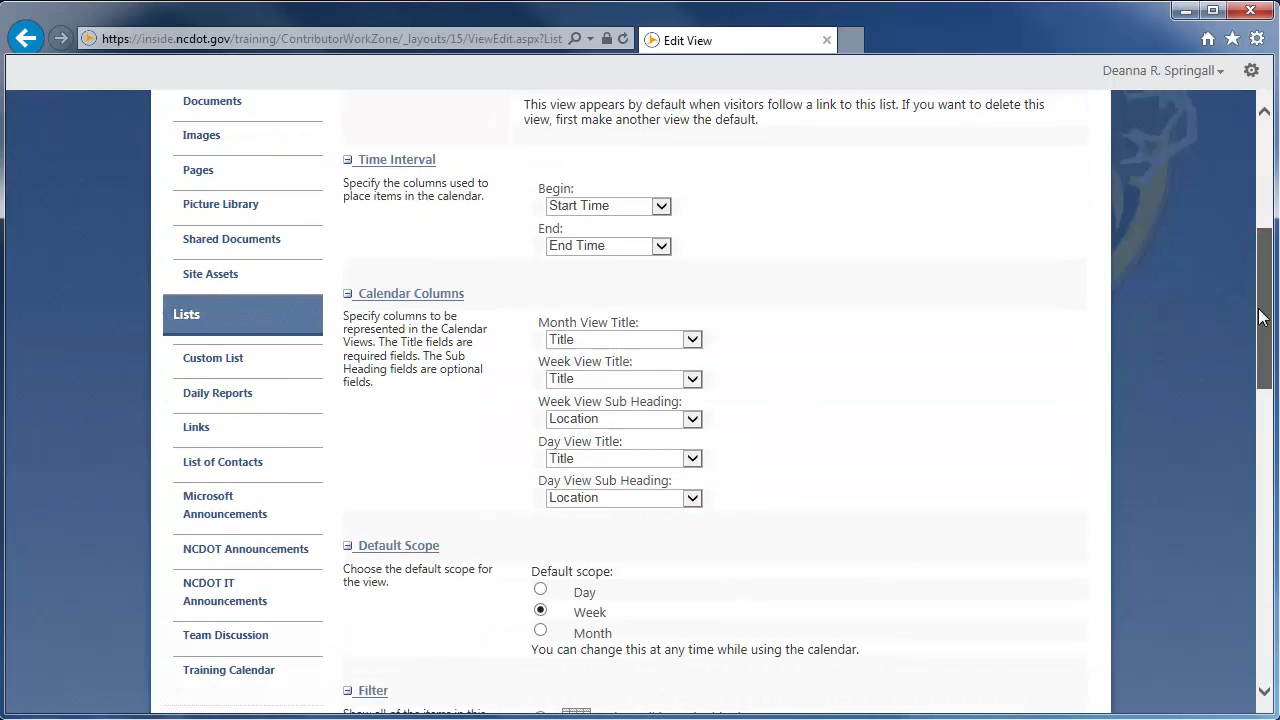 https://inside.ncdot.gov/training/ContributorWorkZone/_layouts/15/ViewEdit.aspx?List
Edit View
Deanna R. Springall
Documents
Images
Pages
Picture Library
Shared Documents
Site Assets
Lists
Custom List
Daily Reports
Links
List of Contacts
Microsoft
Announcements
NCDOT Announcements
NCDOT IT
Announcements
Team Discussion
Training Calendar
This view appears by default when visitors follow a link to this list. If you want to delete this
view, first make another view the default.
Time Interval
Specify the columns used to
place items in the calendar.
Begin:
Start Time
End:
End Time
Calendar Columns
Specify columns to be
represented in the Calendar
Views. The Title fields are
required fields. The Sub
Heading fields are optional
fields.
Month View Title:
Title
Week View Title:
Title
Week View Sub Heading:
Location
Day View Title:
Title
Day View Sub Heading:
Location
Default Scope
Choose the default scope for
the view.
Default scope:
Day
Week
Month
You can change this at any time while using the calendar.
Filter
Show all of the items in this